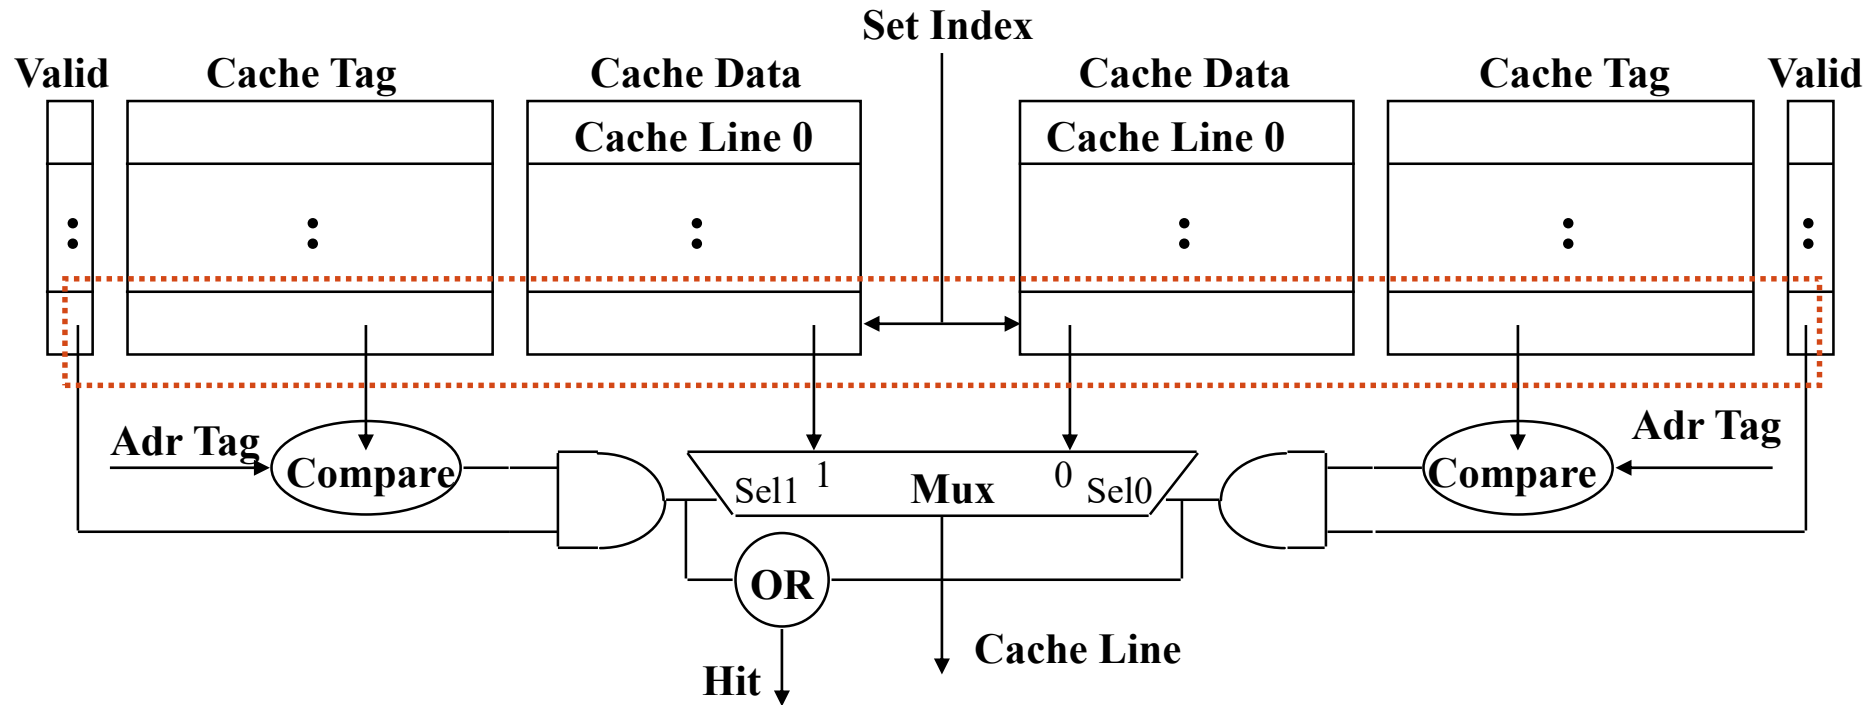 Set Index
Valid
Cache Tag
Cache Data
Cache Data
Cache Tag
Valid
Cache Line 0
Cache Line 0
Adr Tag
Adr Tag
Compare
Sel1
1
Mux
0
Sel0
Compare
OR
Cache Line
Hit